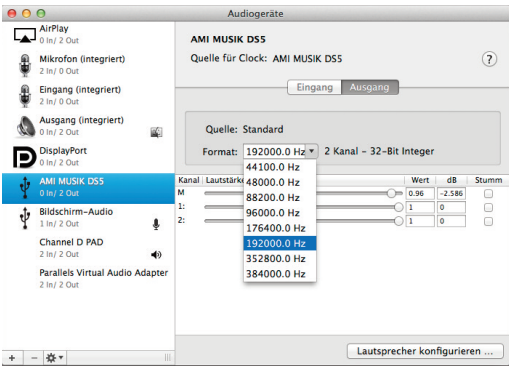 Audiogeräte
AirPlay
0 In/ 2 Out
Mikrofon (integriert)
2 In/ 0 Out
Eingang (integriert)
2 In/ 0 Out
Ausgang (integriert)
0 In/ 2 Out
DisplayPort
0 In/ 2 Out
AMI MUSIK DS5
0 In/ 2 Out
Bildschirm-Audio
1 In/ 2 Out
Channel D PAD
2 In/ 2 Out
Parallels Virtual Audio Adapter
2 In/ 2 Out
AMI MUSIK DS5
Quelle für Clock: AMI MUSIK DS5
?
Eingang Ausgang
Quelle: Standard
Format: 192000.0 Hz 2 Kanal – 32-Bit Integer
44100.0 Hz
48000.0 Hz
88200.0 Hz
96000.0 Hz
176400.0 Hz
192000.0 Hz
352800.0 Hz
384000.0 Hz
Kanal Lautstärke Wert dB Stumm
M 0.96 -2.586
1: 1 0
2: 1 0
Lautsprecher konfigurieren ...